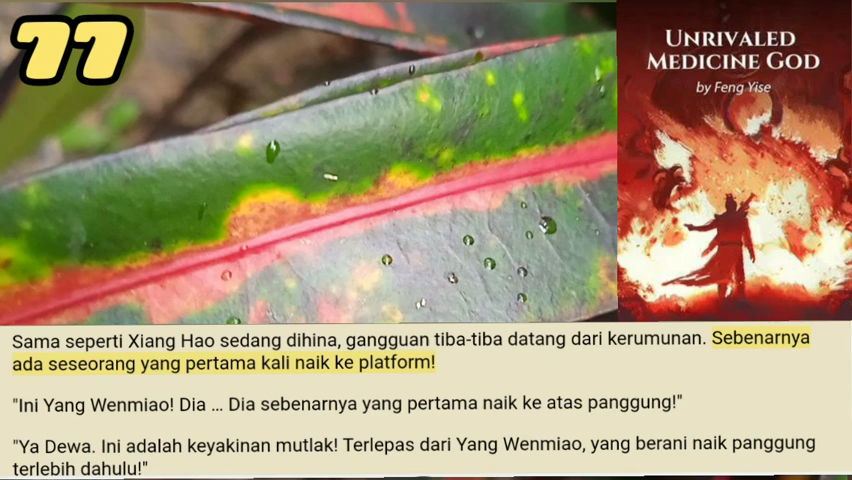 77
UNRIVALED
MEDICINE GOD
by Feng Yise
Sama seperti Xiang Hao sedang dihina, gangguan tiba-tiba datang dari kerumunan. Sebenarnya
ada seseorang yang pertama kali naik ke platform!
"Ini Yang Wenmiao! Dia ... Dia sebenarnya yang pertama naik ke atas panggung!"
"Ya Dewa. Ini adalah keyakinan mutlak! Terlepas dari Yang Wenmiao, yang berani naik panggung
terlebih dahulu!"